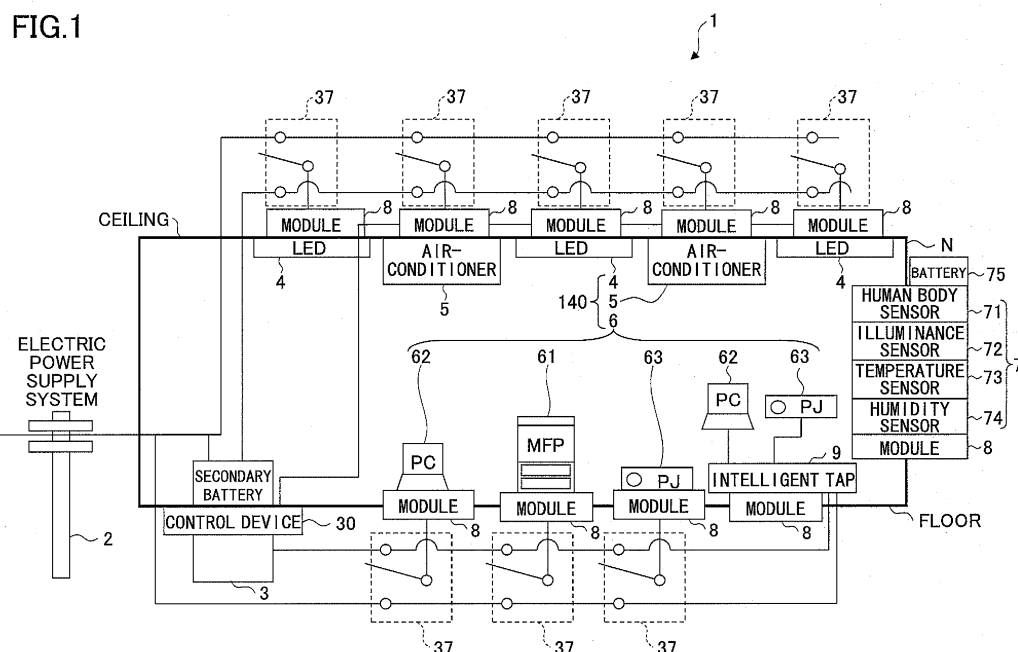 FIG.1
1
37 37 37 37 37
CEILING
MODULE 8 MODULE 8 MODULE 8 MODULE 8 MODULE 8
LED AIR-CONDITIONER LED AIR-CONDITIONER LED
N
4 5 4 4
140 5
6
BATTERY 75
HUMAN BODY
SENSOR 71
ILLUMINANCE
SENSOR 72
7
TEMPERATURE
SENSOR 73
HUMIDITY
SENSOR 74
MODULE 8
ELECTRIC
POWER
SUPPLY
SYSTEM
62 61 63 62 63
PC PJ
MFP
PC
9
SECONDARY
BATTERY
PJ INTELLIGENT TAP
MODULE MODULE MODULE MODULE
CONTROL DEVICE 30
8 8 8 8
FLOOR
2
3
37 37 37